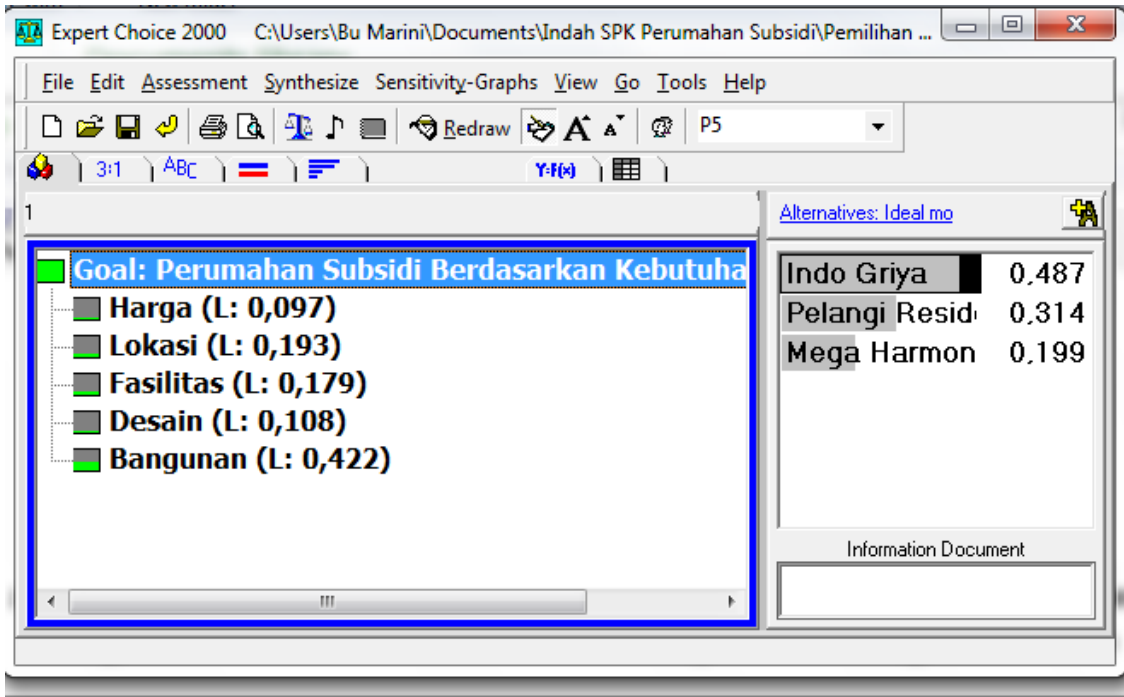 Expert Choice 2000 C:\Users\Bu Marini\Documents\Indah SPK Perumahan Subsidi\Pemilihan ...
File Edit Assessment Synthesize Sensitivity-Graphs View Go Tools Help
Redraw A A P5
3:1 ABC Y=F(x)
1
Alternatives: Ideal mo
Goal: Perumahan Subsidi Berdasarkan Kebutuha
Harga (L: 0,097)
Lokasi (L: 0,193)
Fasilitas (L: 0,179)
Desain (L: 0,108)
Bangunan (L: 0,422)
Indo Griya 0,487
Pelangi Resid 0,314
Mega Harmon 0,199
Information Document